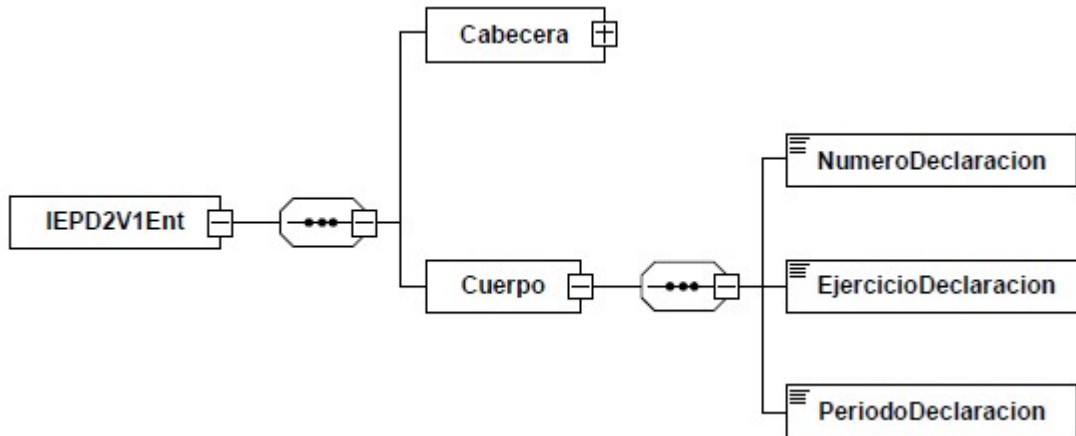 Cabecera
NumeroDeclaracion
IEPD2V1Ent
Cuerpo
EjercicioDeclaracion
PeriodoDeclaracion